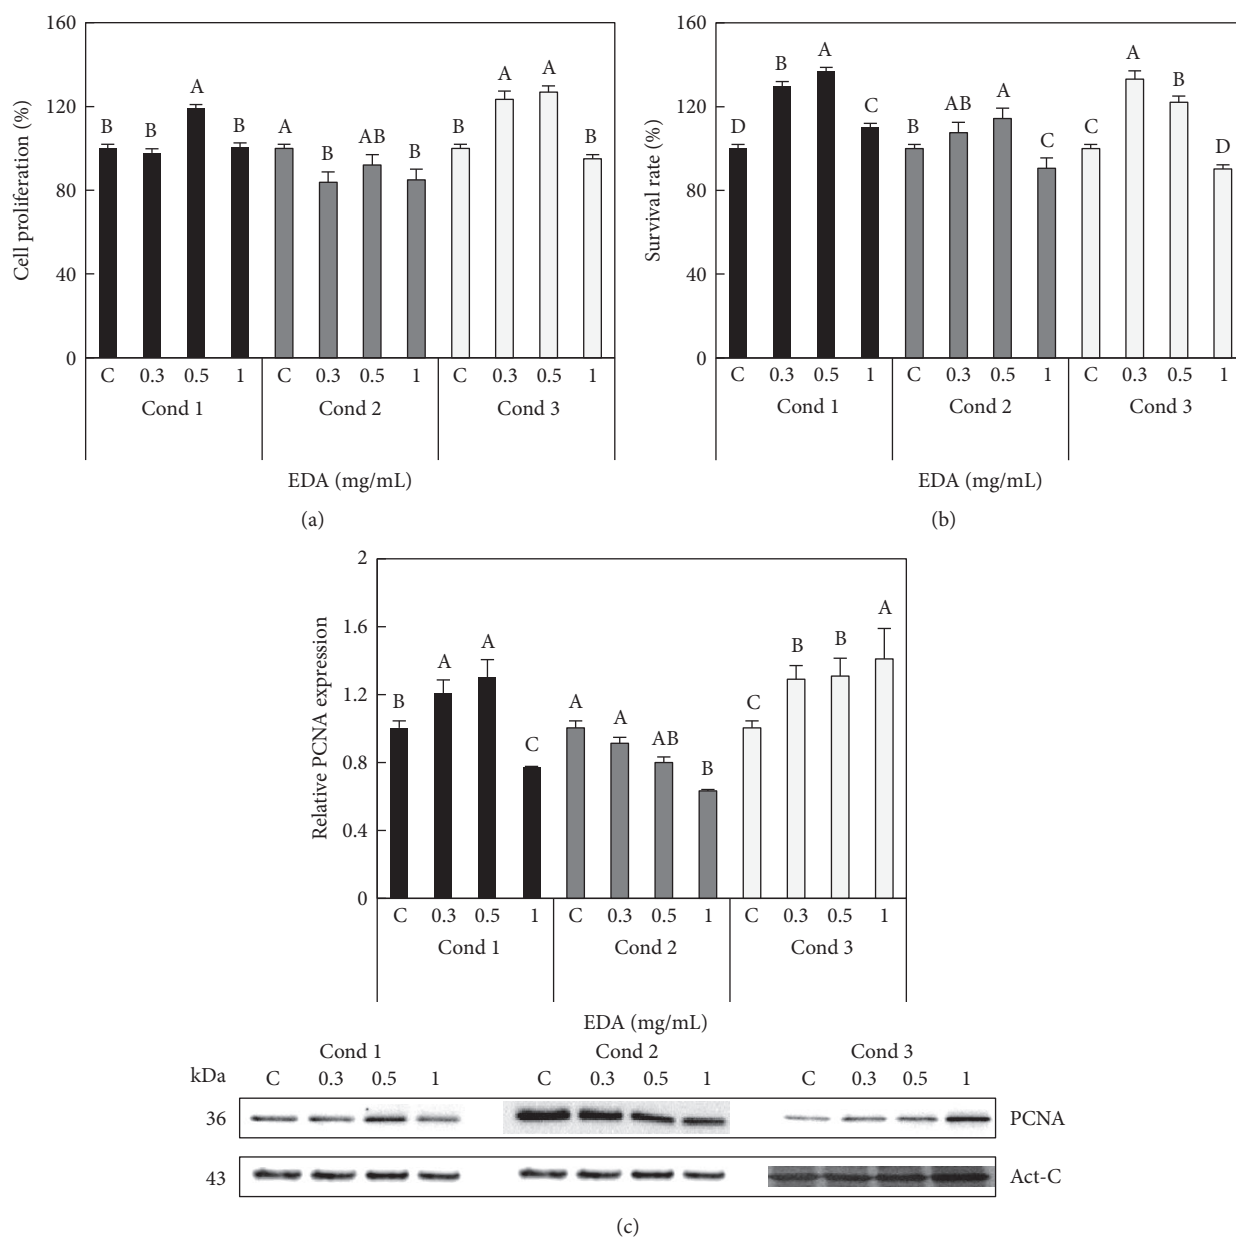 160
120
80
40
0
Cell proliferation (%)
B B A B A B AB B B A A B
C 0.3 0.5 1 C 0.3 0.5 1 C 0.3 0.5 1
Cond 1 Cond 2 Cond 3
EDA (mg/mL)
(a)
160
120
80
40
0
Survival rate (%)
D B A C B AB A C C A B D
C 0.3 0.5 1 C 0.3 0.5 1 C 0.3 0.5 1
Cond 1 Cond 2 Cond 3
EDA (mg/mL)
(b)
2
1.6
1.2
0.8
0.4
0
Relative PCNA expression
B A A C A A AB B C B B A
C 0.3 0.5 1 C 0.3 0.5 1 C 0.3 0.5 1
Cond 1 Cond 2 Cond 3
EDA (mg/mL)
Cond 1 Cond 2 Cond 3
kDa C 0.3 0.5 1 C 0.3 0.5 1 C 0.3 0.5 1
36 PCNA
43 Act-C
(c)